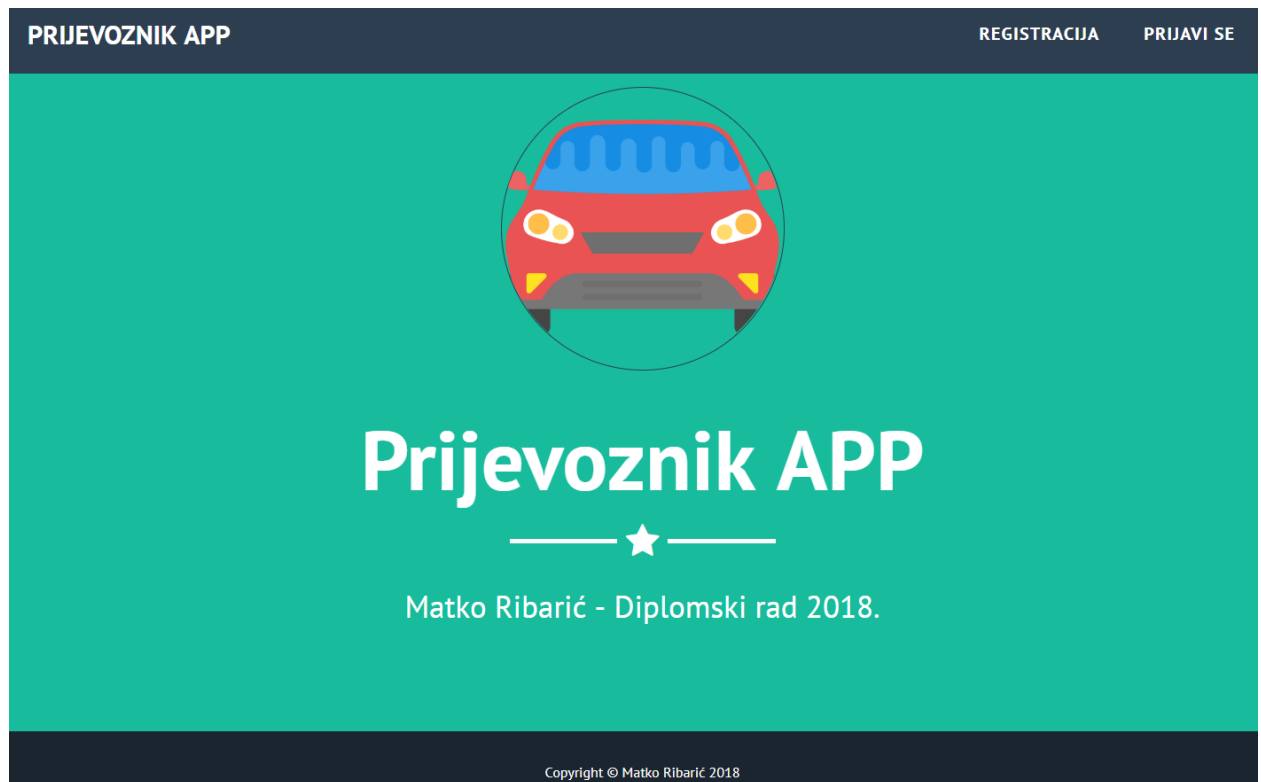 PRIJEVOZNIK APP
REGISTRACIJA
PRIJAVI SE
Prijevoznik APP
Matko Ribarić - Diplomski rad 2018.
Copyright © Matko Ribarić 2018